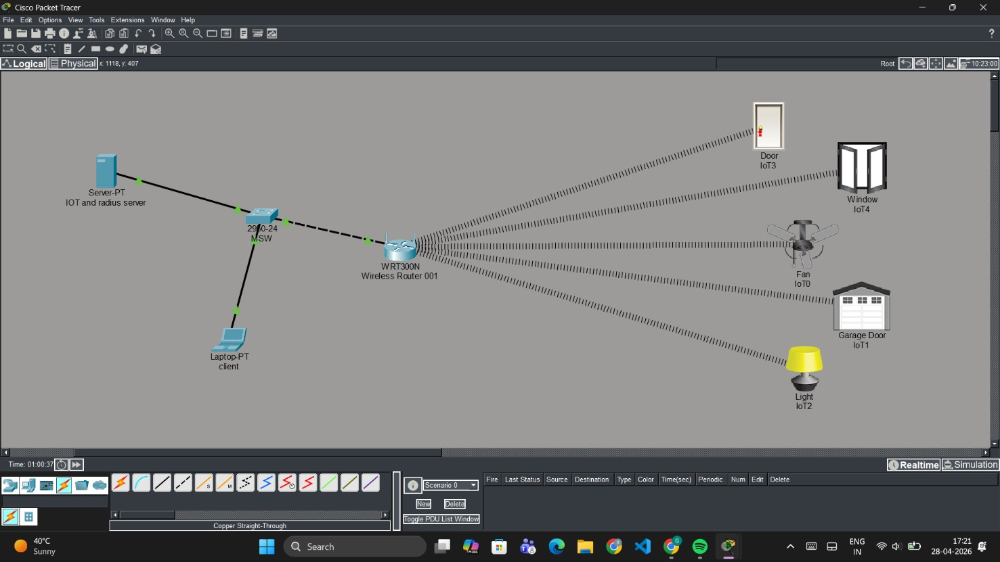 Cisco Packet Tracer
File Edit Options View Tools Extensions Window Help
?
Logical Physical x: 1118, y: 407 Root 10:23:00
Door
IoT3
Window
IoT4
Server-PT
IOT and radius server
2950-24
MSW
WRT300N
Wireless Router 001
Fan
IoT0
Garage Door
IoT1
Laptop-PT
client
Light
IoT2
Time: 01:00:37 Realtime Simulation
S M
Scenario 0
New Delete
Toggle PDU List Window
Fire Last Status Source Destination Type Color Time(sec) Periodic Num Edit Delete
Copper Straight-Through
40°C
Sunny
Search
ENG
IN
17:21
28-04-2026